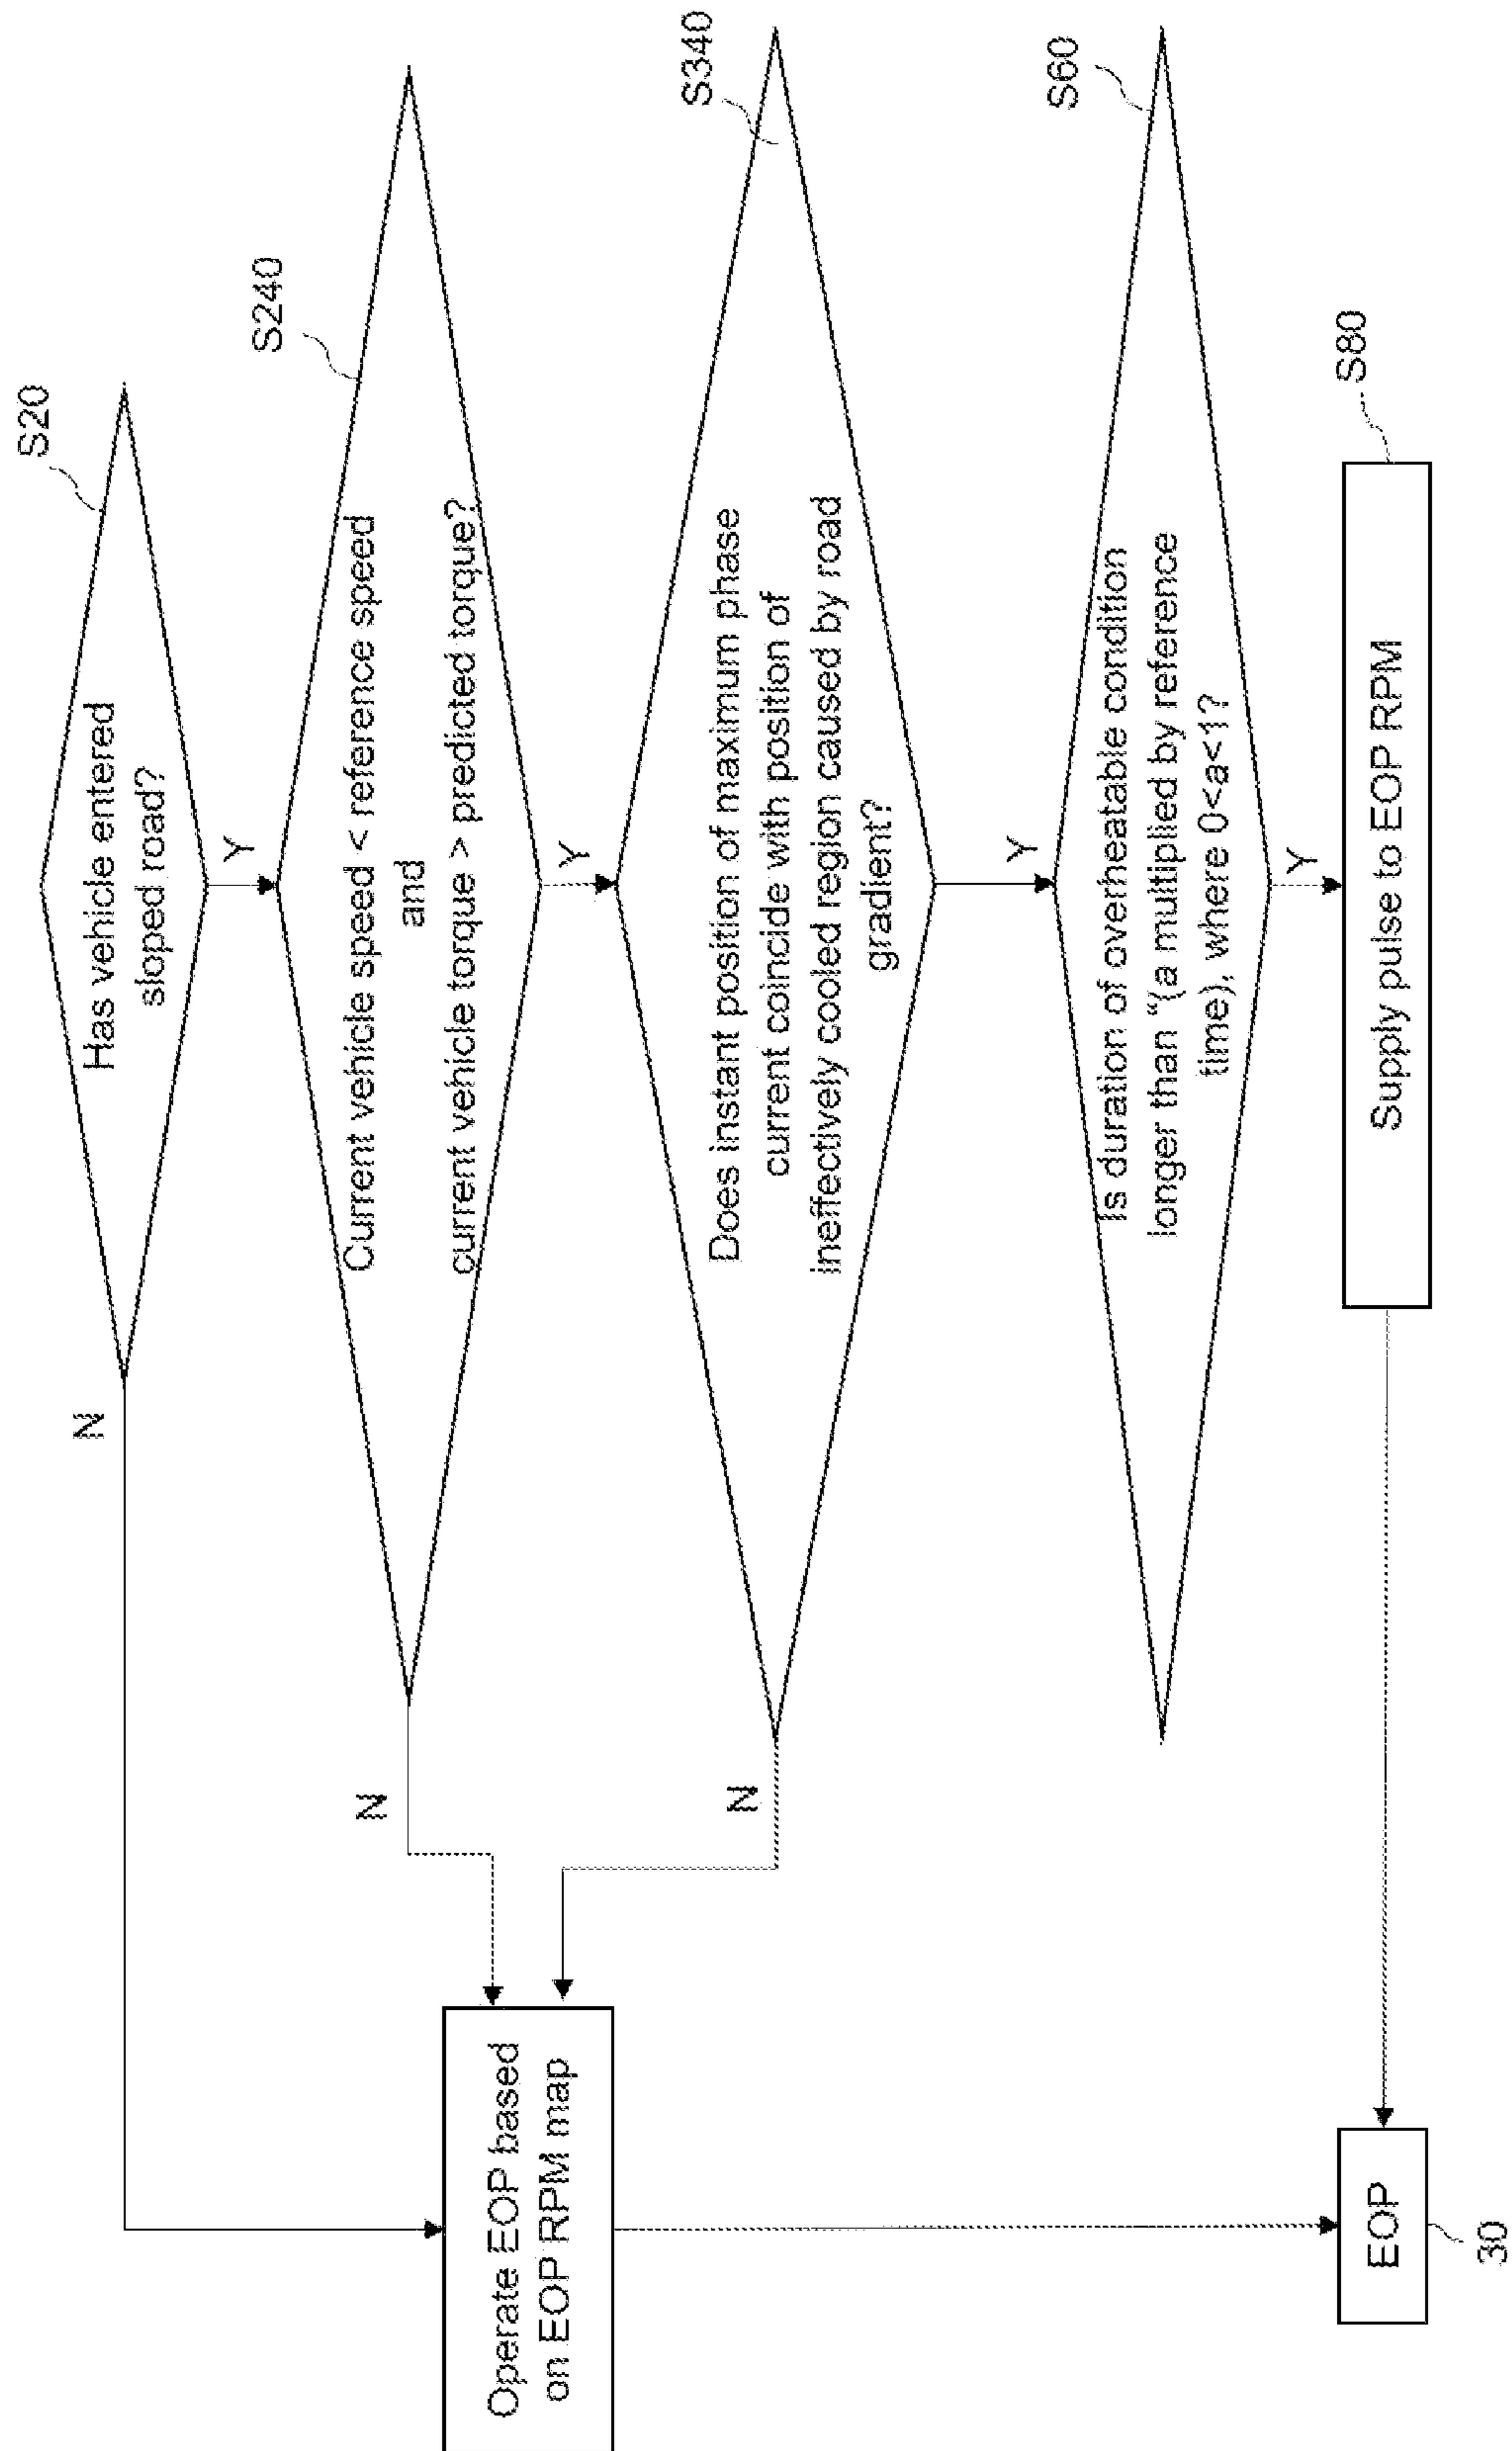 S20
Has vehicle entered
sloped road?
N
Y
S240
Current vehicle speed < reference speed
and
current vehicle torque > predicted torque?
N
Y
S340
Does instant position of maximum phase
current coincide with position of
ineffectively cooled region caused by road
gradient?
N
Y
Operate EOP based
on EOP RPM map
S60
Is duration of overheatable condition
longer than "(a multiplied by reference
time), where 0<a<1?
Y
S80
Supply pulse to EOP RPM
EOP
30